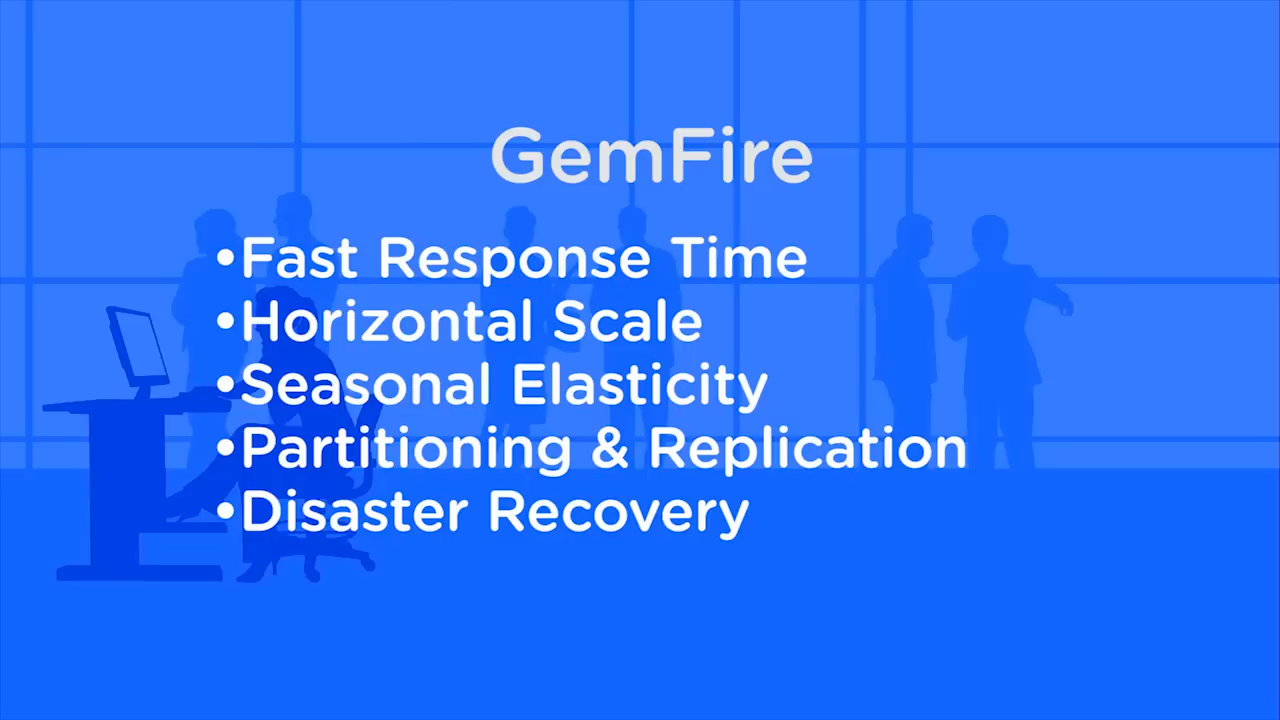 GemFire
•Fast Response Time
•Horizontal Scale
•Seasonal Elasticity
•Partitioning & Replication
•Disaster Recovery